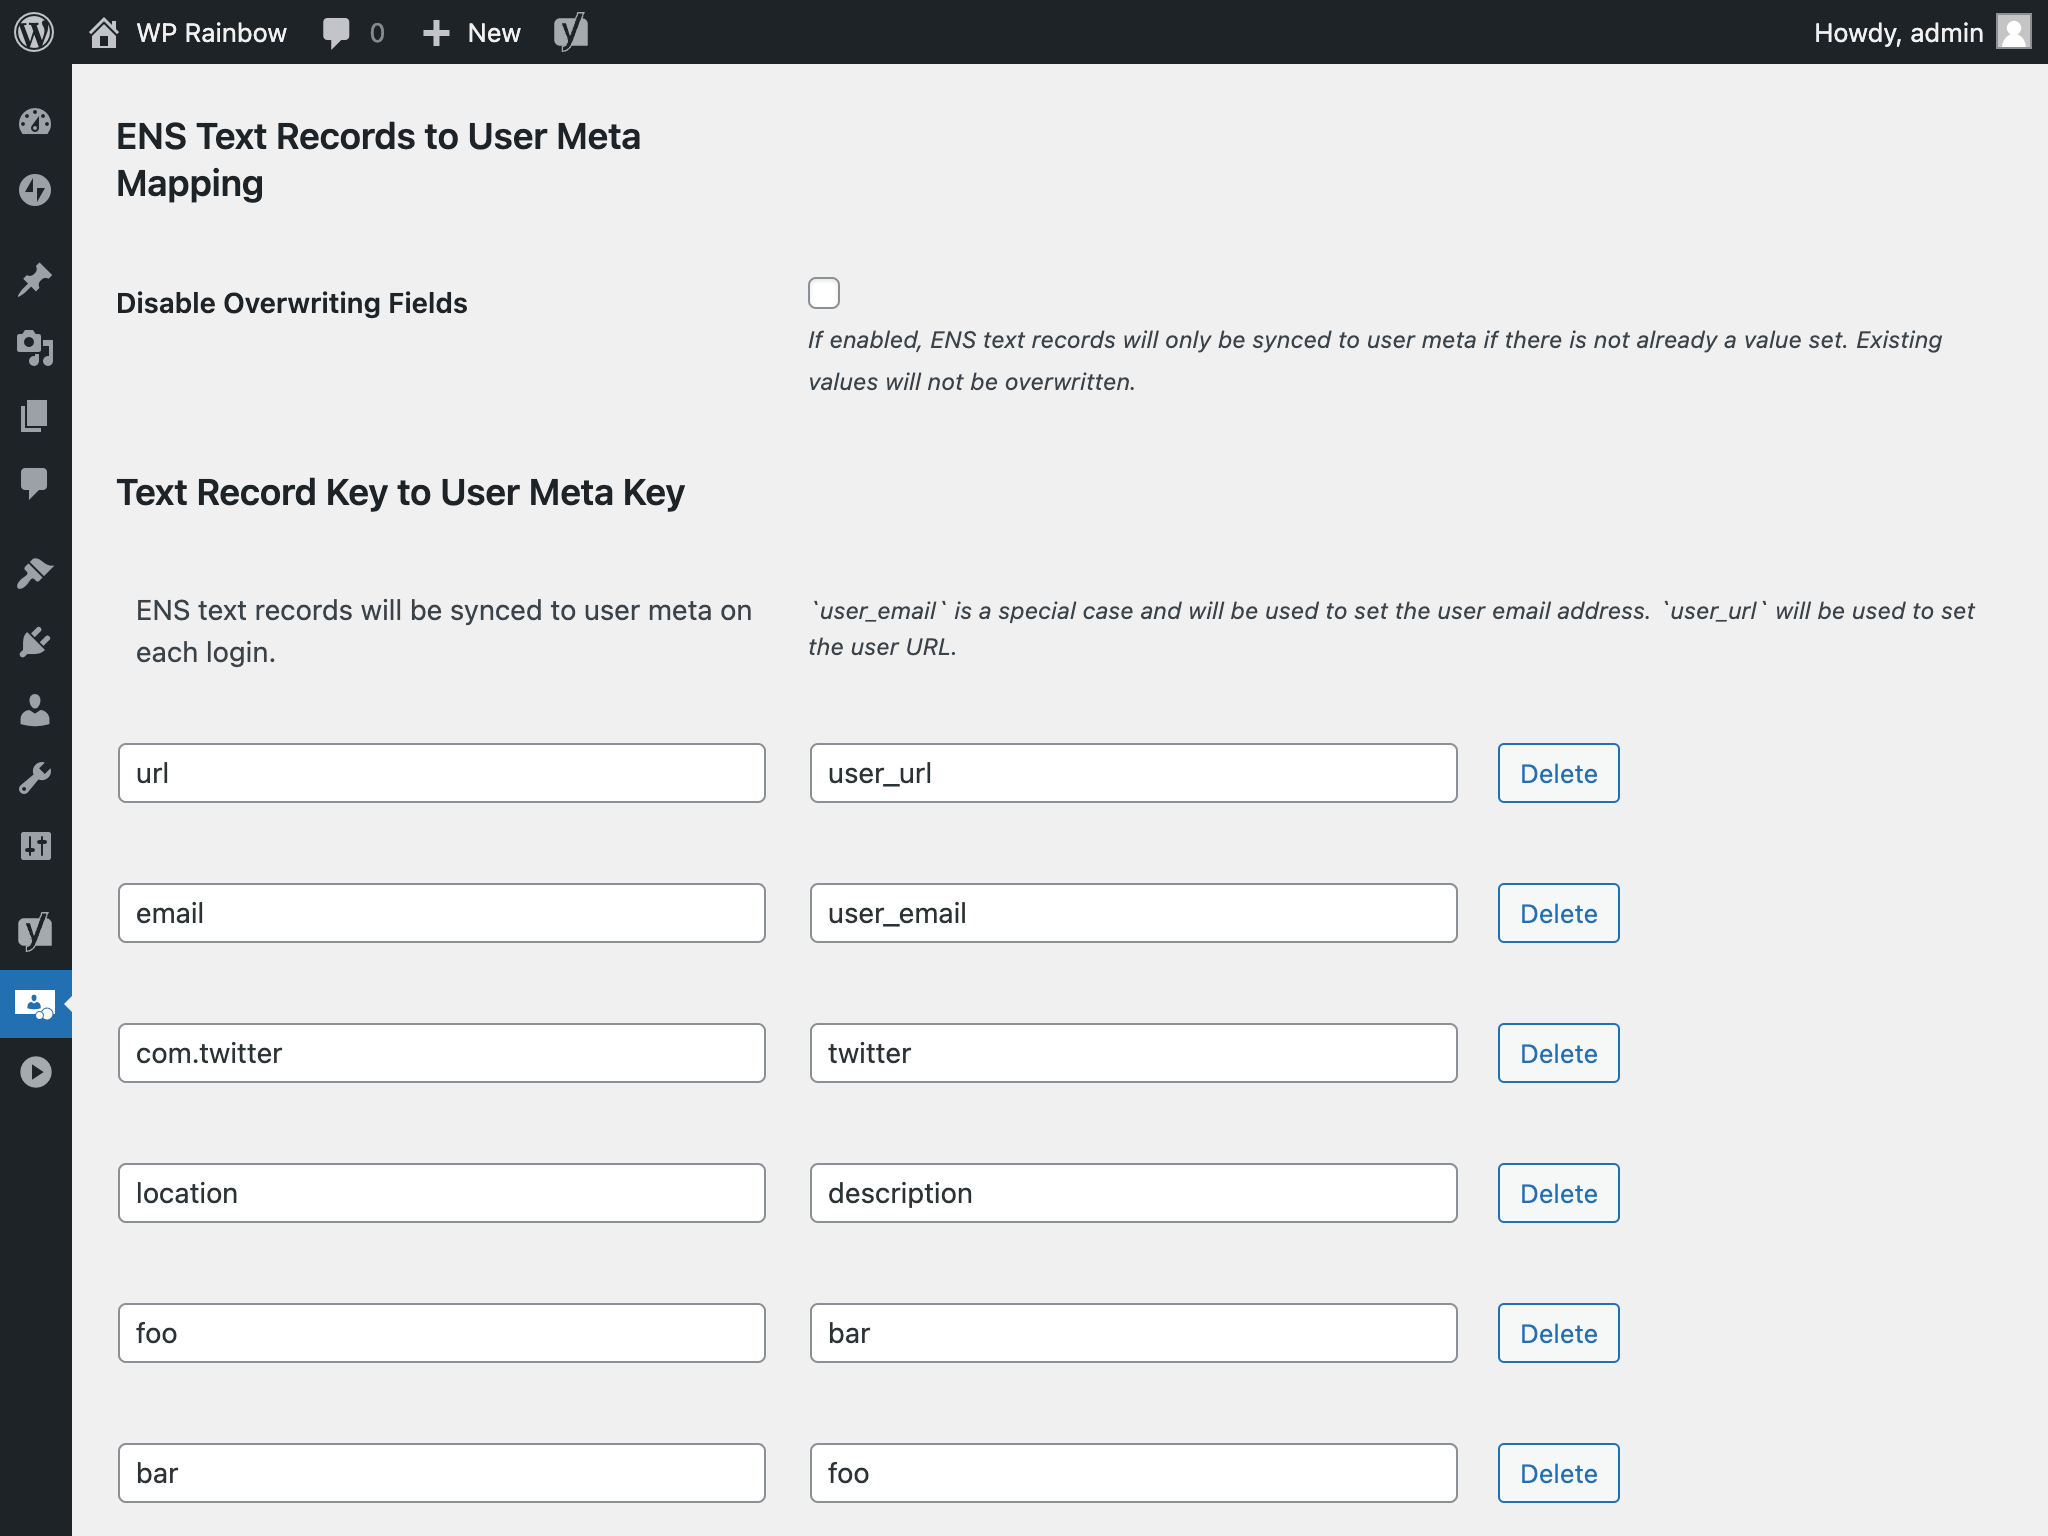 WP Rainbow 0 New Howdy, admin
ENS Text Records to User Meta
Mapping
Disable Overwriting Fields
If enabled, ENS text records will only be synced to user meta if there is not already a value set. Existing
values will not be overwritten.
Text Record Key to User Meta Key
ENS text records will be synced to user meta on
each login.
`user_email` is a special case and will be used to set the user email address. `user_url` will be used to set
the user URL.
url user_url Delete
email user_email Delete
com.twitter twitter Delete
location description Delete
foo bar Delete
bar foo Delete